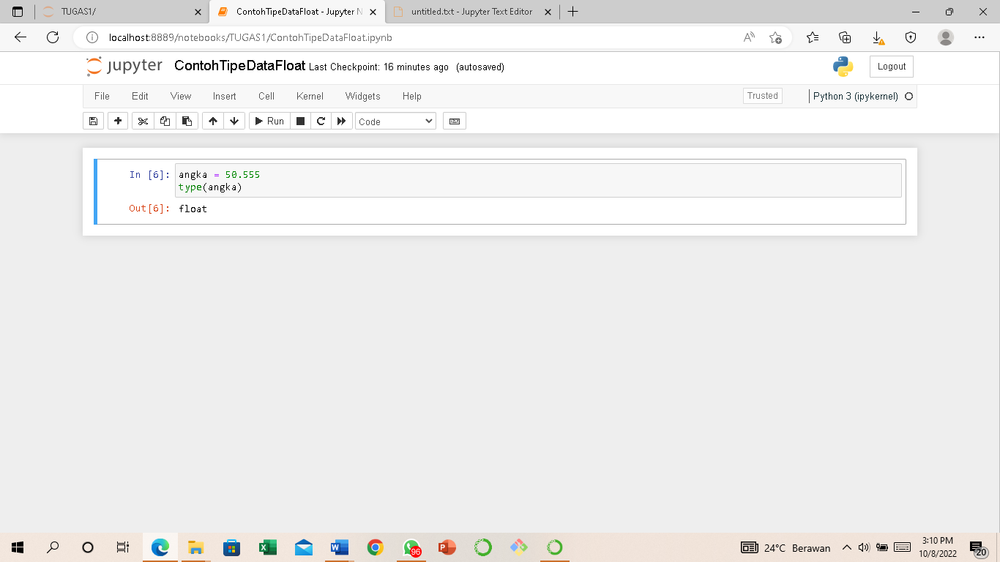 TUGAS1/
ContohTipeDataFloat - Jupyter N
untitled.txt - Jupyter Text Editor
localhost:8889/notebooks/TUGAS1/ContohTipeDataFloat.ipynb
jupyter ContohTipeDataFloat Last Checkpoint: 16 minutes ago (autosaved)
Logout
File Edit View Insert Cell Kernel Widgets Help
Trusted
Python 3 (ipykernel)
Run
Code
In [6]: angka = 50.555
type(angka)
Out[6]: float
96
24°C Berawan
3:10 PM
10/8/2022
20